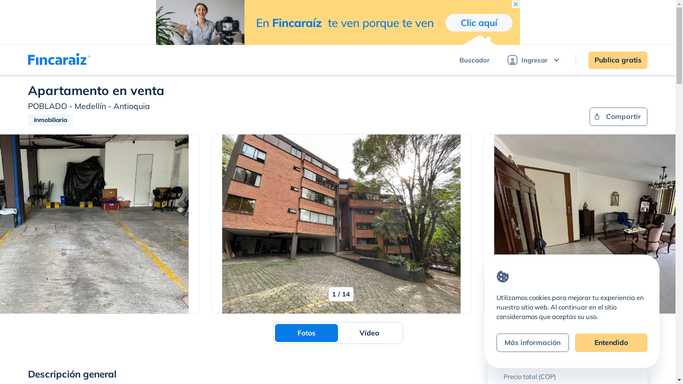 En Fincaraíz te ven porque te ven
Clic aquí
Fincaraíz
Buscador
Ingresar
Publica gratis
Apartamento en venta
POBLADO - Medellín - Antioquia
Inmobiliaria
Compartir
1 / 14
Fotos
Vídeo
Utilizamos cookies para mejorar tu experiencia en
nuestro sitio web. Al continuar en el sitio
consideramos que aceptas su uso.
Más información
Entendido
Descripción general
Precio total (COP)